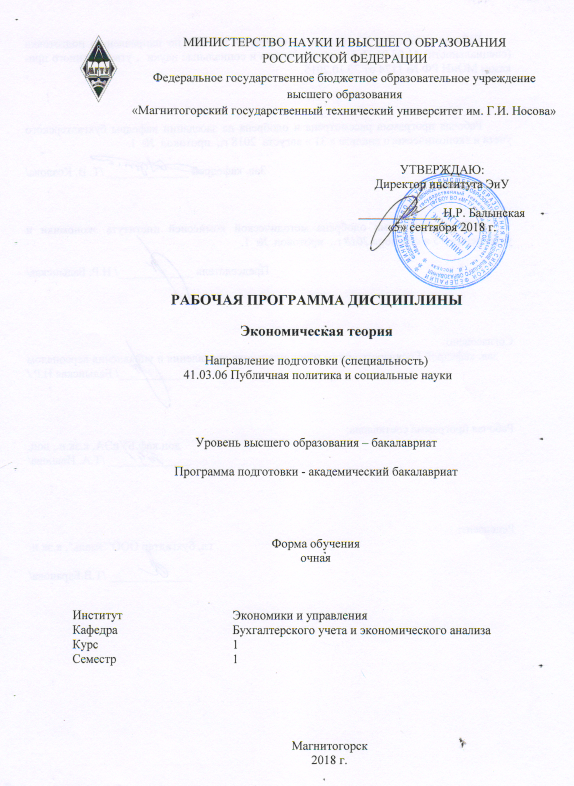 МИНИСТЕРСТВО НАУКИ И ВЫСШЕГО ОБРАЗОВАНИЯ
РОССИЙСКОЙ ФЕДЕРАЦИИ
Федеральное государственное бюджетное образовательное учреждение
высшего образования
«Магнитогорский государственный технический университет им. Г.И. Носова»
УТВЕРЖДАЮ:
Директор института ЭиУ
Н.Р. Балынская
«5» сентября 2018 г.
РАБОЧАЯ ПРОГРАММА ДИСЦИПЛИНЫ
Экономическая теория
Направление подготовки (специальность)
41.03.06 Публичная политика и социальные науки
Уровень высшего образования – бакалавриат
Программа подготовки - академический бакалавриат
Форма обучения
очная
Институт Экономики и управления
Кафедра Бухгалтерского учета и экономического анализа
Курс 1
Семестр 1
Магнитогорск
2018 г.